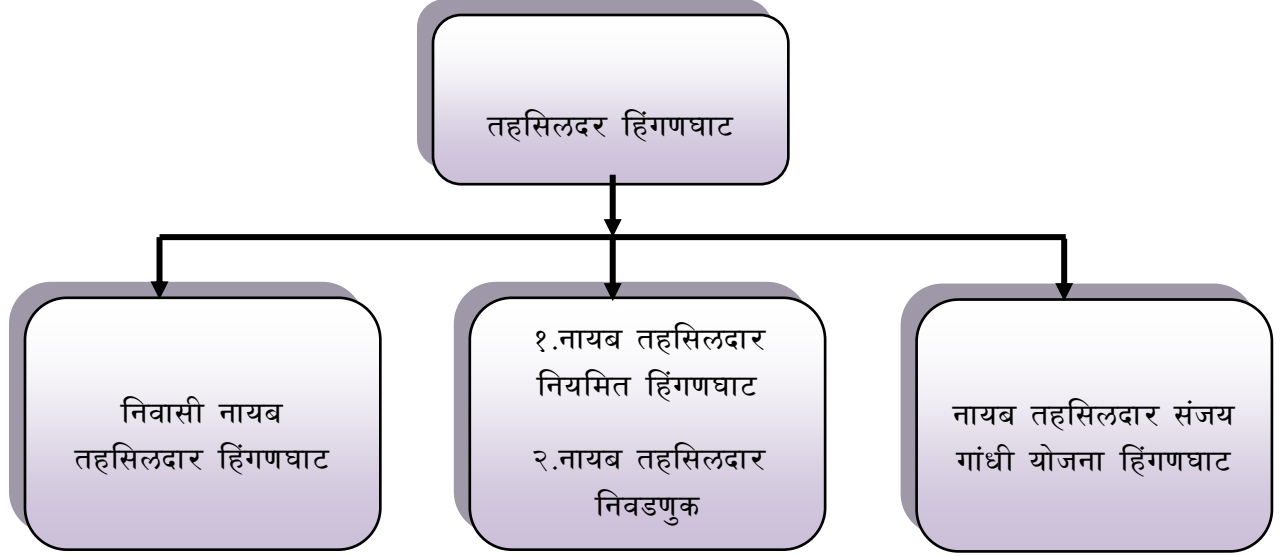 तहसिलदर हिंगणघाट
निवासी नायब
तहसिलदार हिंगणघाट
१.नायब तहसिलदार
नियमित हिंगणघाट
२.नायब तहसिलदार
निवडणुक
नायब तहसिलदार संजय
गांधी योजना हिंगणघाट